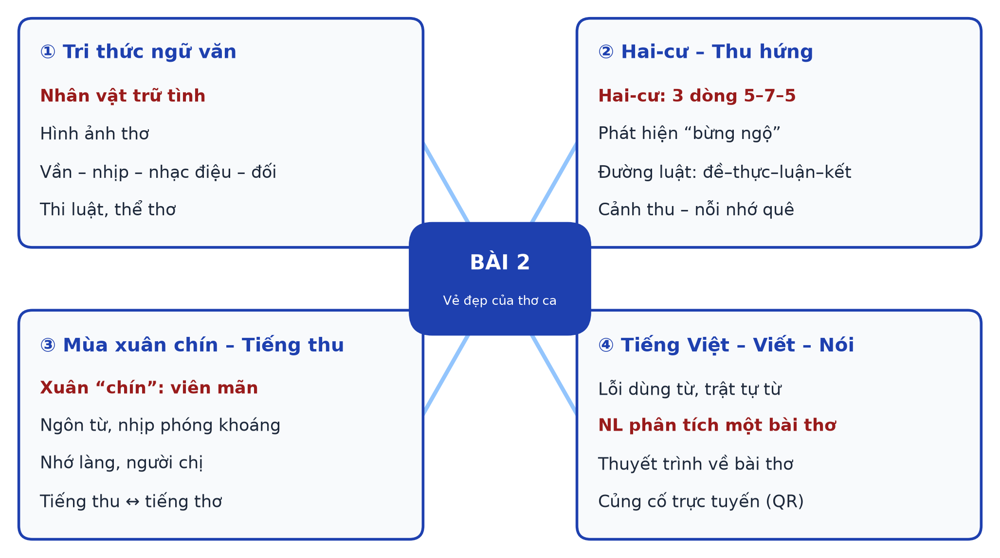 ① Tri thức ngữ văn
Nhân vật trữ tình
Hình ảnh thơ
Vần – nhịp – nhạc điệu – đối
Thi luật, thể thơ
② Hai-cư – Thu hứng
Hai-cư: 3 dòng 5–7–5
Phát hiện “bừng ngộ”
Đường luật: đề–thực–luận–kết
Cảnh thu – nỗi nhớ quê
BÀI 2
Vẻ đẹp của thơ ca
③ Mùa xuân chín – Tiếng thu
Xuân “chín”: viên mãn
Ngôn từ, nhịp phóng khoáng
Nhớ làng, người chị
Tiếng thu ↔ tiếng thơ
④ Tiếng Việt – Viết – Nói
Lỗi dùng từ, trật tự từ
NL phân tích một bài thơ
Thuyết trình về bài thơ
Củng cố trực tuyến (QR)